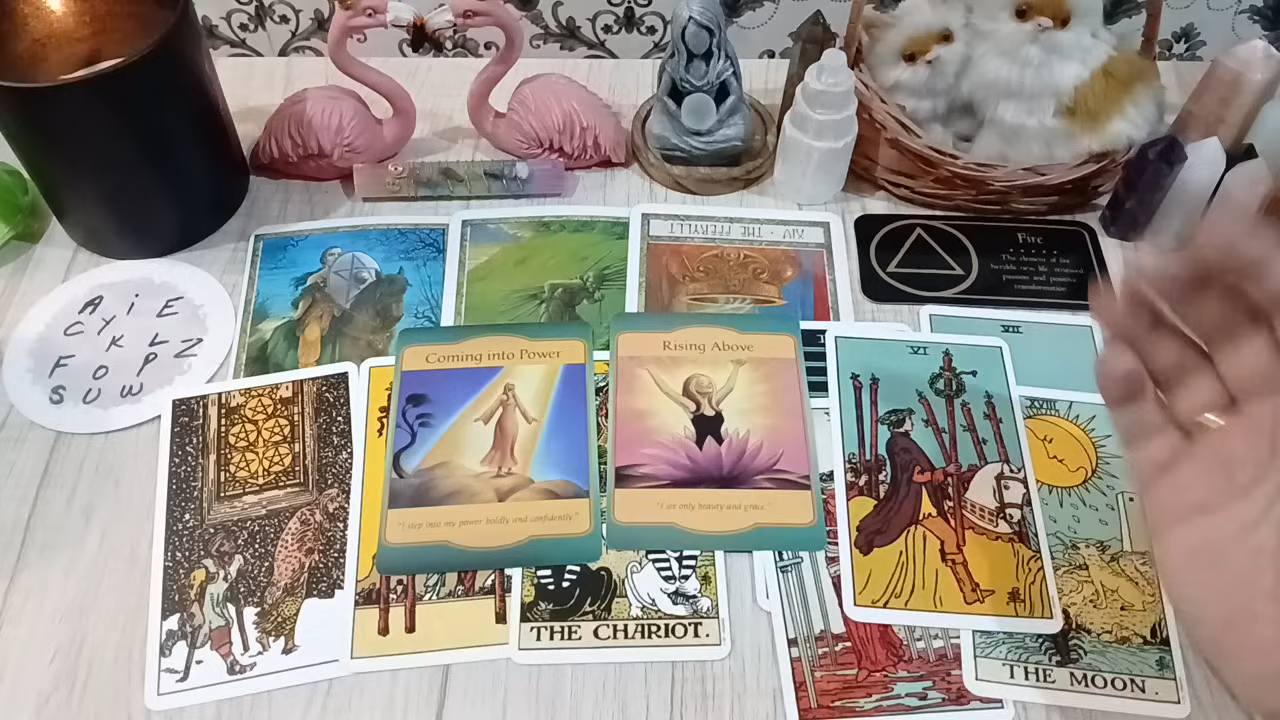 XIV • THE FFERYLLT
Fire
The element of fire
heralds new life, renewed
passion and positive
transformation
A i E
C Y K L
F O P Z
S U W
Coming into Power
"I step into my power boldly and confidently."
Rising Above
"I see only beauty and grace."
VII
VI
XVIII
THE CHARIOT.
THE MOON.